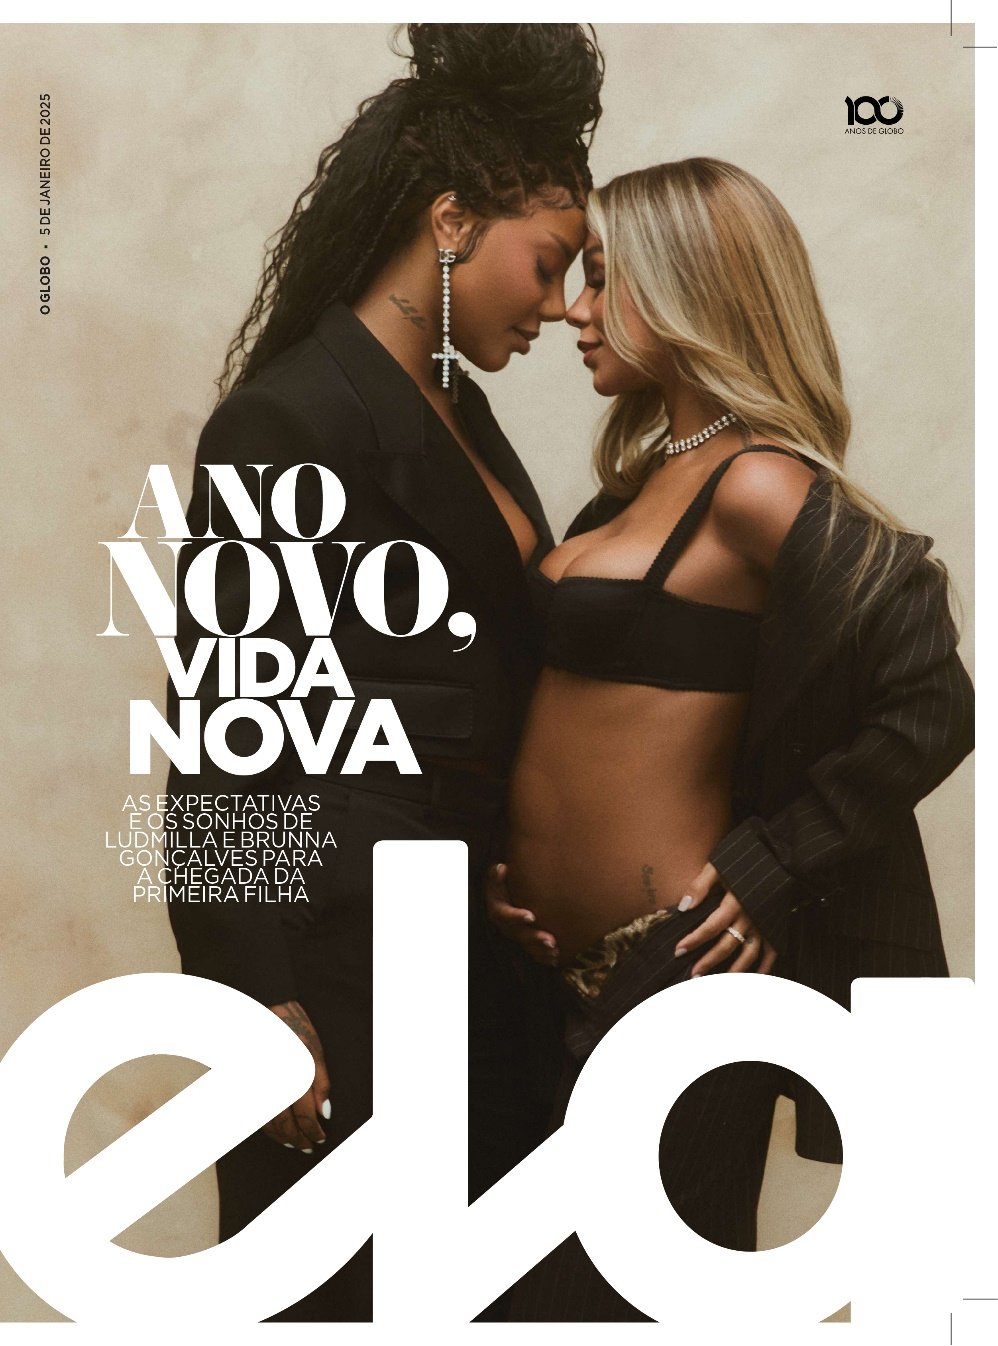 O GLOBO • 5 DE JANEIRO DE 2025
100
ANOS DE GLOBO
ANO
NOVO,
VIDA
NOVA
AS EXPECTATIVAS
E OS SONHOS DE
LUDMILLA E BRUNNA
GONÇALVES PARA
A CHEGADA DA
PRIMEIRA FILHA
ela